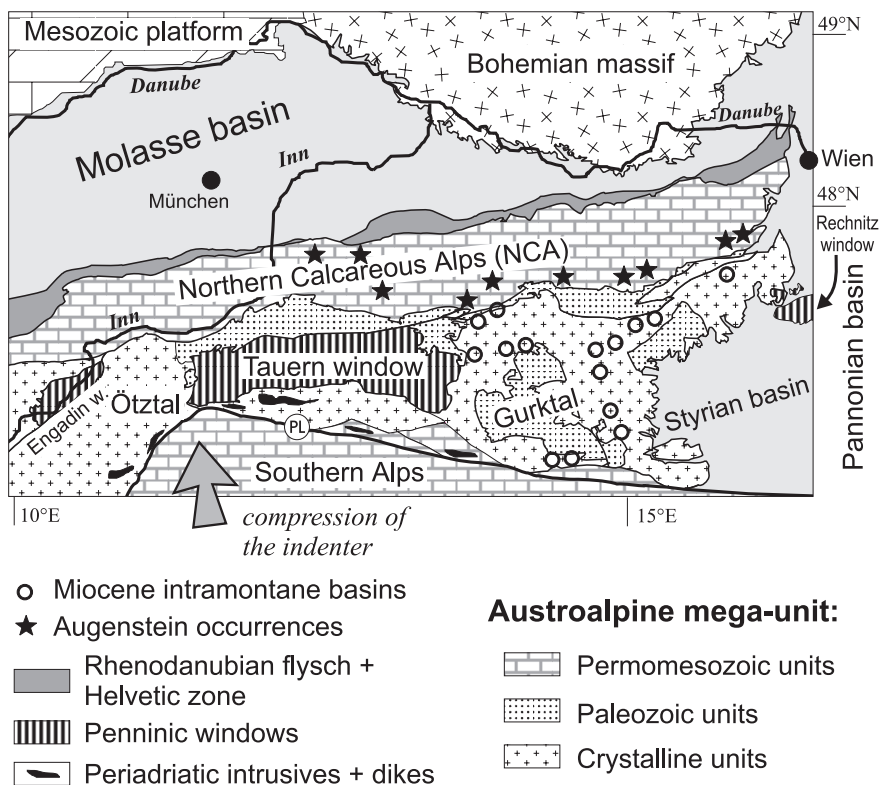 Mesozoic platform
49°N
Bohemian massif
Danube
Danube
Molasse basin
Inn
Wien
München
48°N
Rechnitz
window
Northern Calcareous Alps (NCA)
Inn
Tauern window
Pannonian basin
Engadin w.
Ötztal
Gurktal
Styrian basin
PL
Southern Alps
10°E
15°E
compression of
the indenter
Miocene intramontane basins
Augenstein occurrences
Rhenodanubian flysch +
Helvetic zone
Penninic windows
Periadriatic intrusives + dikes
Austroalpine mega-unit:
Permomesozoic units
Paleozoic units
Crystalline units